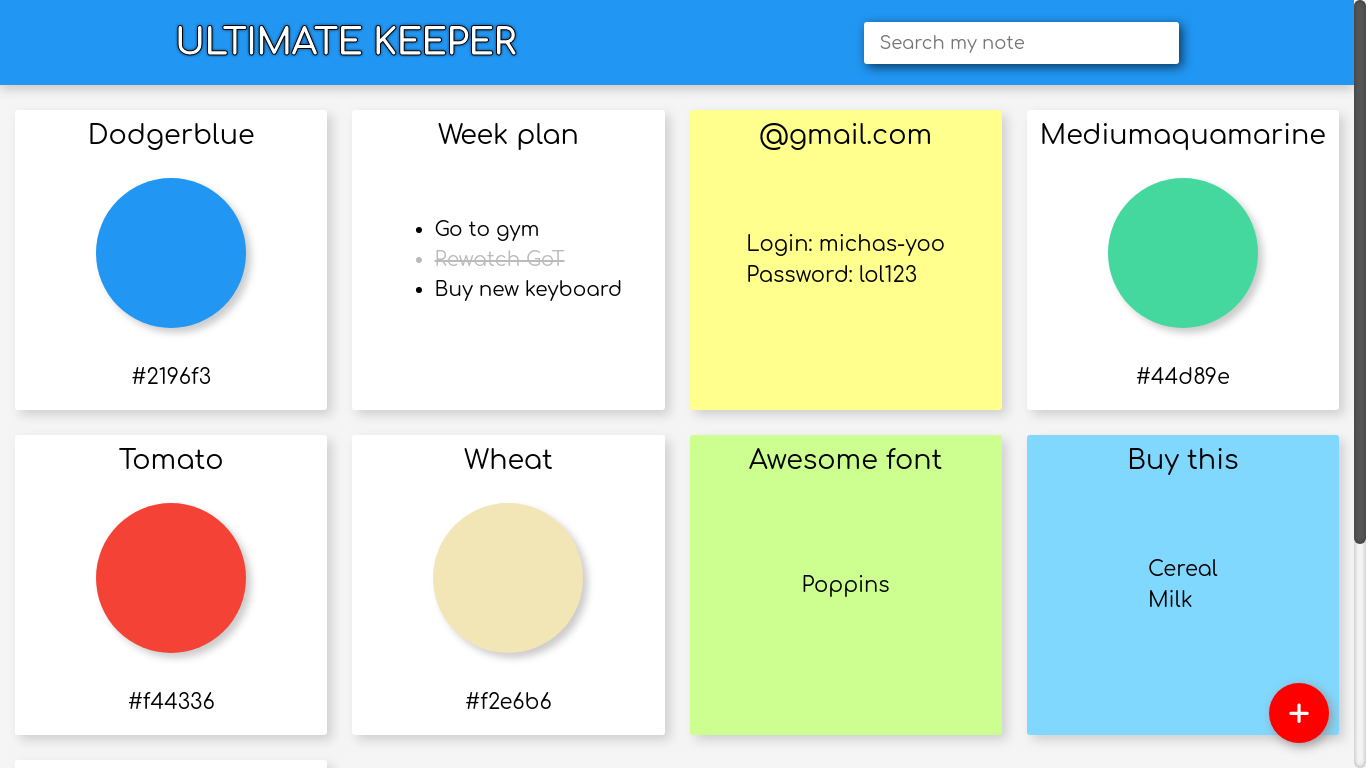 ULTIMATE KEEPER
Search my note
Dodgerblue
#2196f3
Week plan
Go to gym
Rewatch GoT
Buy new keyboard
@gmail.com
Login: michas-yoo
Password: lol123
Mediumaquamarine
#44d89e
Tomato
#f44336
Wheat
#f2e6b6
Awesome font
Poppins
Buy this
Cereal
Milk
+